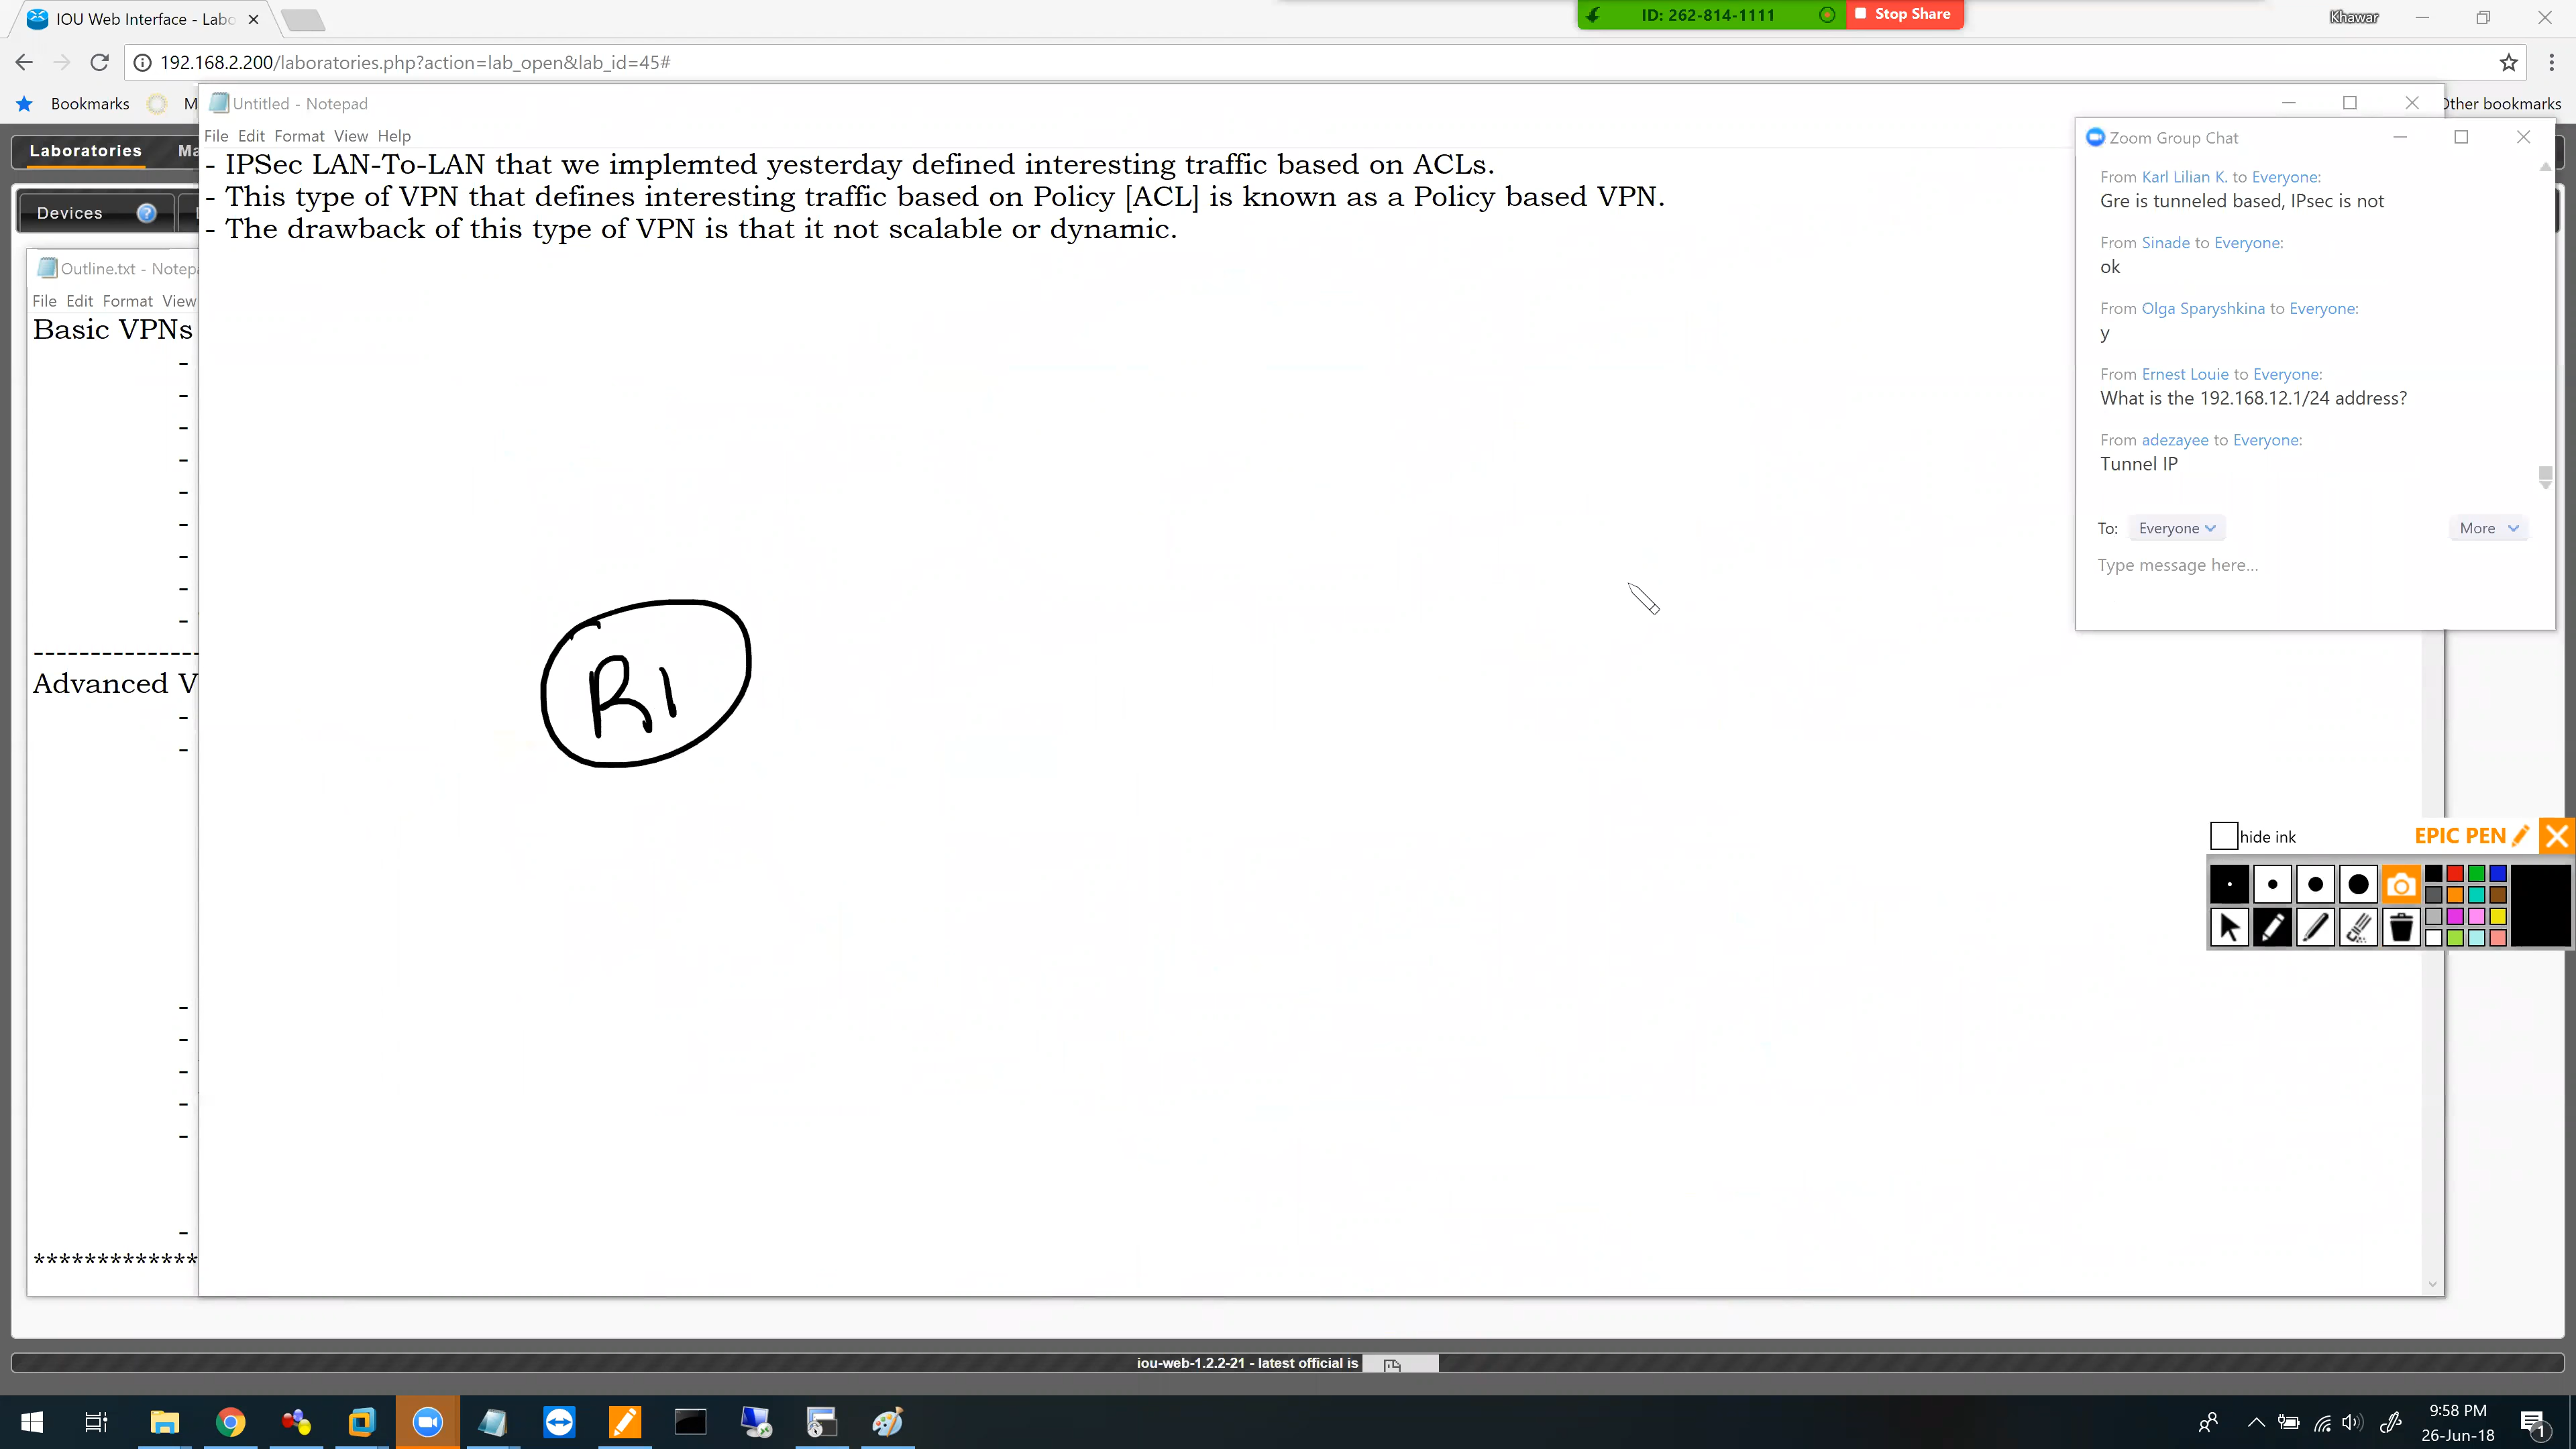 IOU Web Interface - Labo
ID: 262-814-1111
Stop Share
Khawar
192.168.2.200/laboratories.php?action=lab_open&lab_id=45#
Bookmarks
M
Other bookmarks
Untitled - Notepad
File Edit Format View Help
Laboratories
Ma
Devices
- IPSec LAN-To-LAN that we implemted yesterday defined interesting traffic based on ACLs.
- This type of VPN that defines interesting traffic based on Policy [ACL] is known as a Policy based VPN.
- The drawback of this type of VPN is that it not scalable or dynamic.
Outline.txt - Notepa
File Edit Format View
Basic VPNs
-
-
-
-
-
-
-
-
-
--------------------
Advanced V
-
-
-
-
-
-
-
-
*************
R1
Zoom Group Chat
From Karl Lilian K. to Everyone:
Gre is tunneled based, IPsec is not
From Sinade to Everyone:
ok
From Olga Sparyshkina to Everyone:
y
From Ernest Louie to Everyone:
What is the 192.168.12.1/24 address?
From adezayee to Everyone:
Tunnel IP
To: Everyone
More
Type message here...
hide ink
EPIC PEN
iou-web-1.2.2-21 - latest official is
9:58 PM
26-Jun-18
1